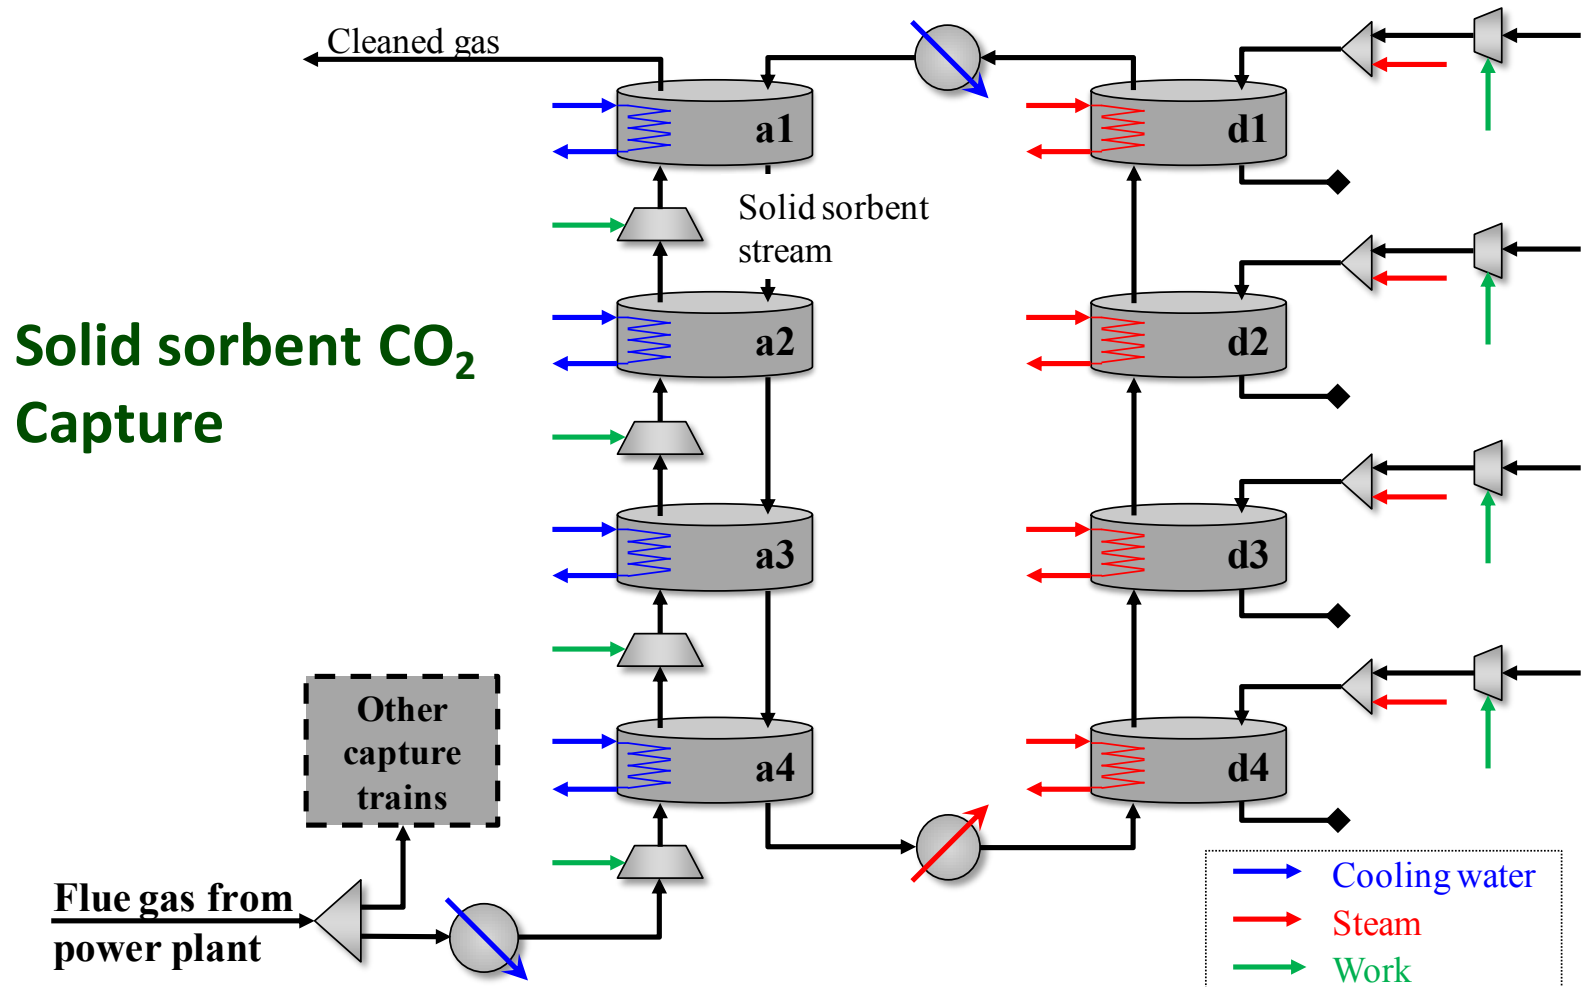 Cleaned gas
a1
d1
Solid sorbent
stream
Solid sorbent CO₂
Capture
a2
d2
a3
d3
Other
capture
trains
a4
d4
Flue gas from
power plant
Cooling water
Steam
Work